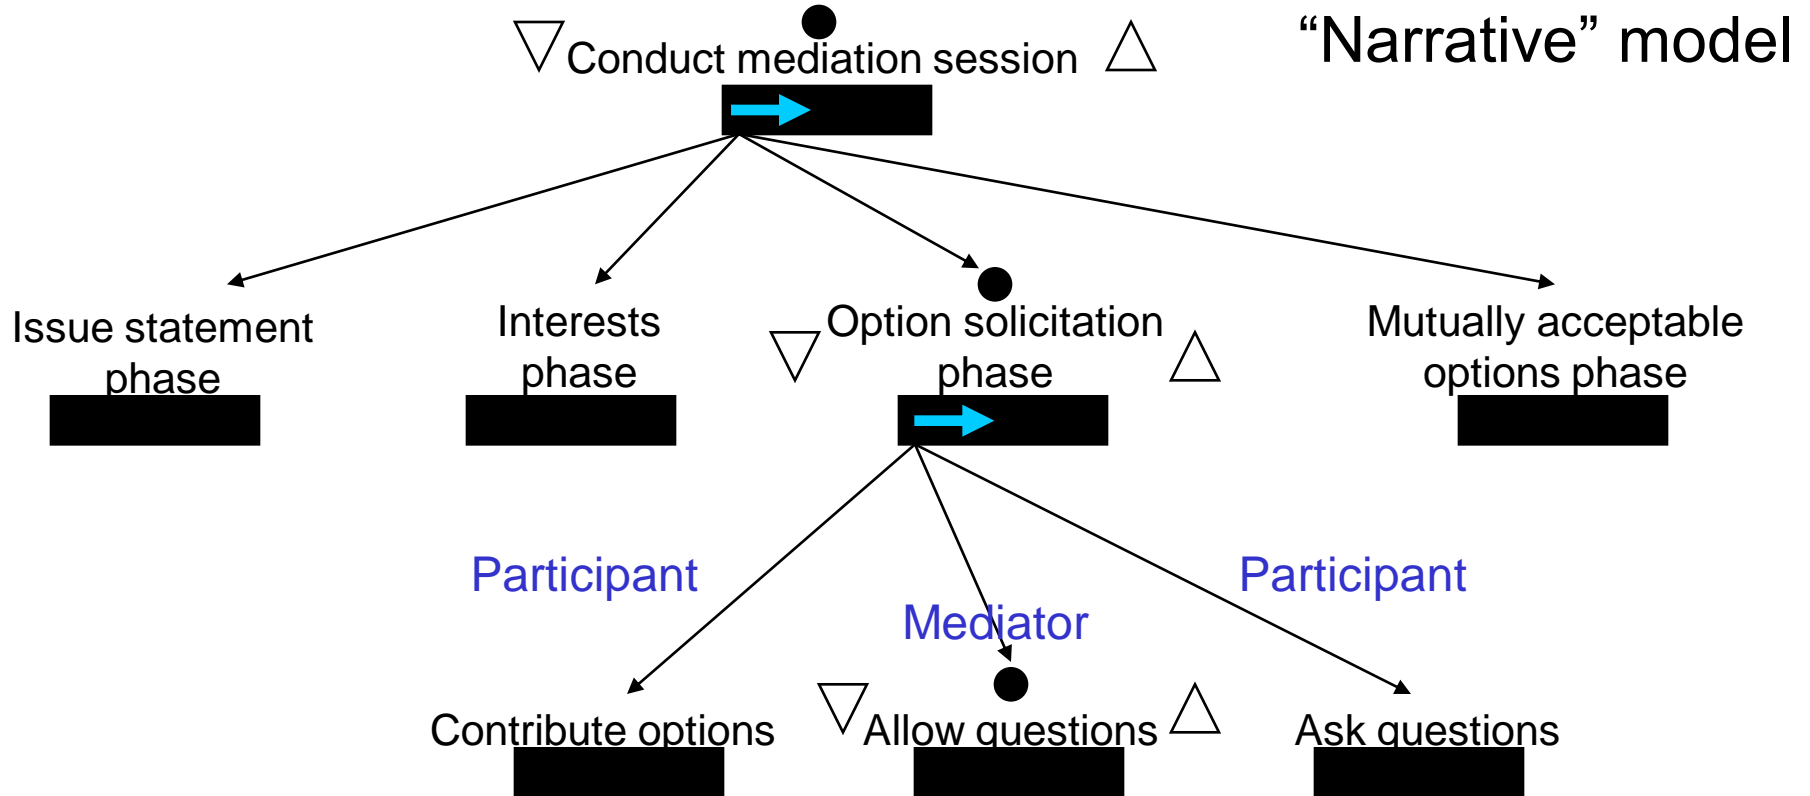 “Narrative” model
Conduct mediation session
Issue statement
phase
Interests
phase
Option solicitation
phase
Mutually acceptable
options phase
Participant
Mediator
Participant
Contribute options
Allow questions
Ask questions